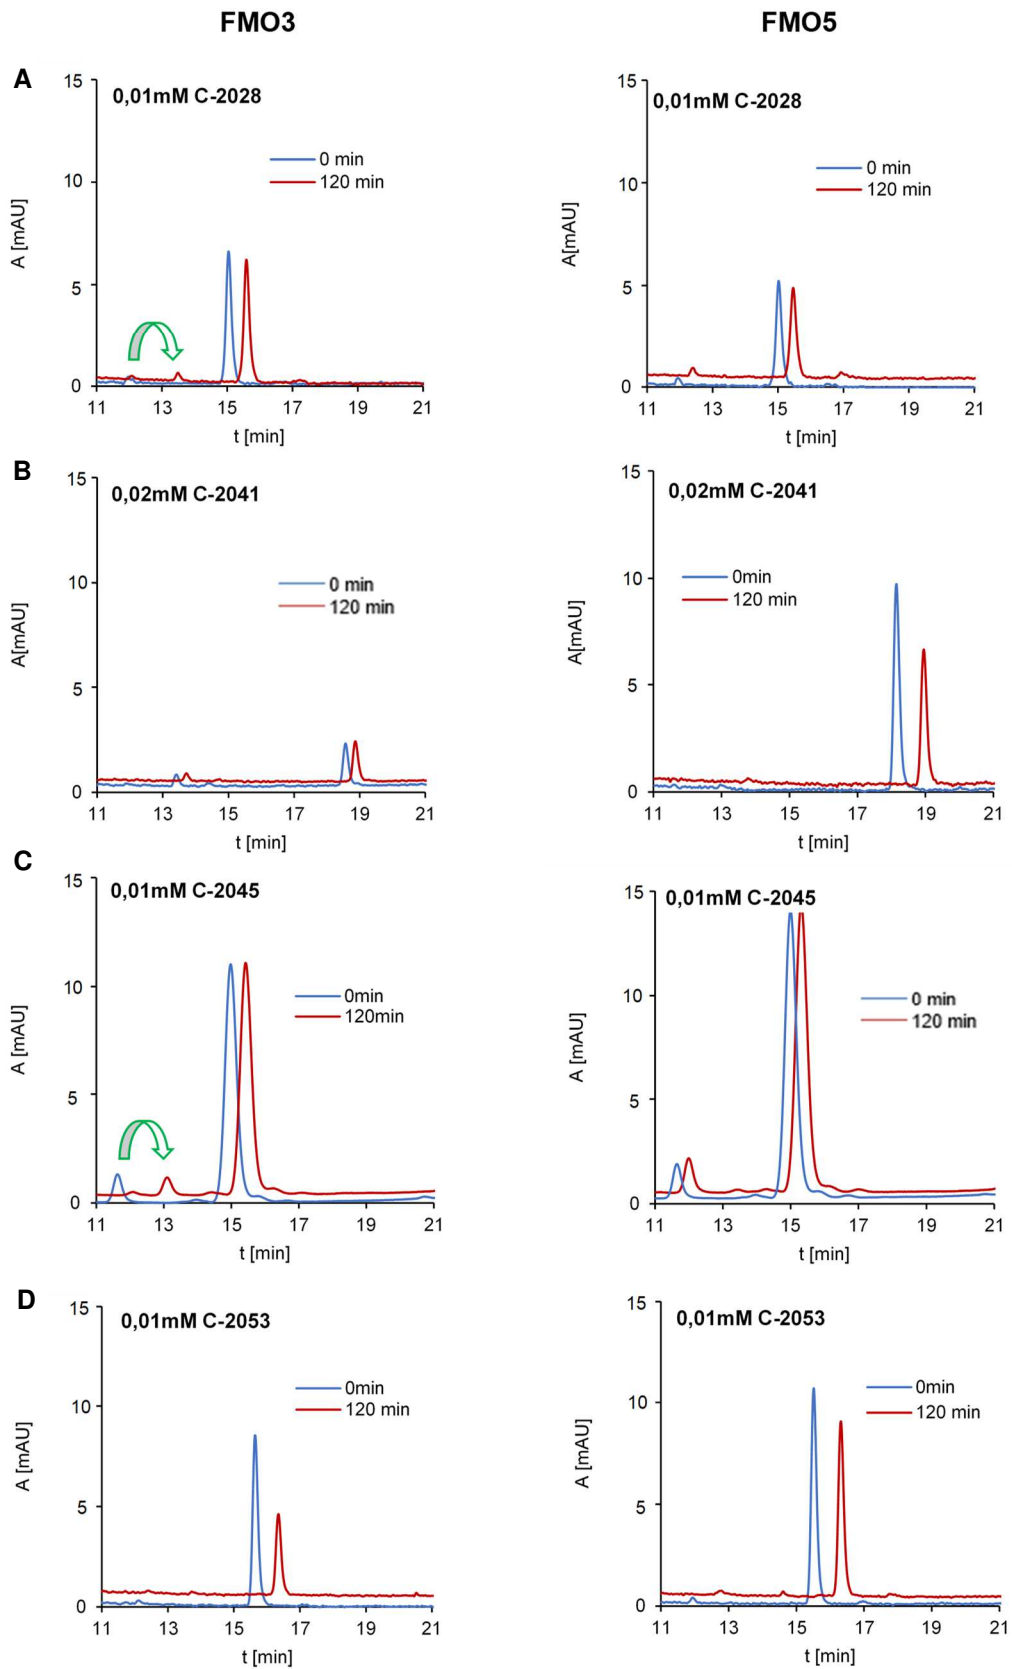 FMO3 FMO5
A
0,01mM C-2028
0 min
120 min
A [mAU]
15
10
5
0
11 13 15 17 19 21
t [min]
0,01mM C-2028
0 min
120 min
A[mAU]
15
10
5
0
11 13 15 17 19 21
t [min]
B
0,02mM C-2041
0 min
120 min
A[mAU]
15
10
5
0
11 13 15 17 19 21
t [min]
0,02mM C-2041
0min
120 min
A[mAU]
15
10
5
0
11 13 15 17 19 21
t [min]
C
0,01mM C-2045
0min
120min
A [mAU]
15
10
5
0
11 13 15 17 19 21
t [min]
0,01mM C-2045
0 min
120 min
A [mAU]
15
10
5
0
11 13 15 17 19 21
t [min]
D
0,01mM C-2053
0min
120 min
A [mAU]
15
10
5
0
11 13 15 17 19 21
t [min]
0,01mM C-2053
0min
120 min
A [mAU]
15
10
5
0
11 13 15 17 19 21
t [min]